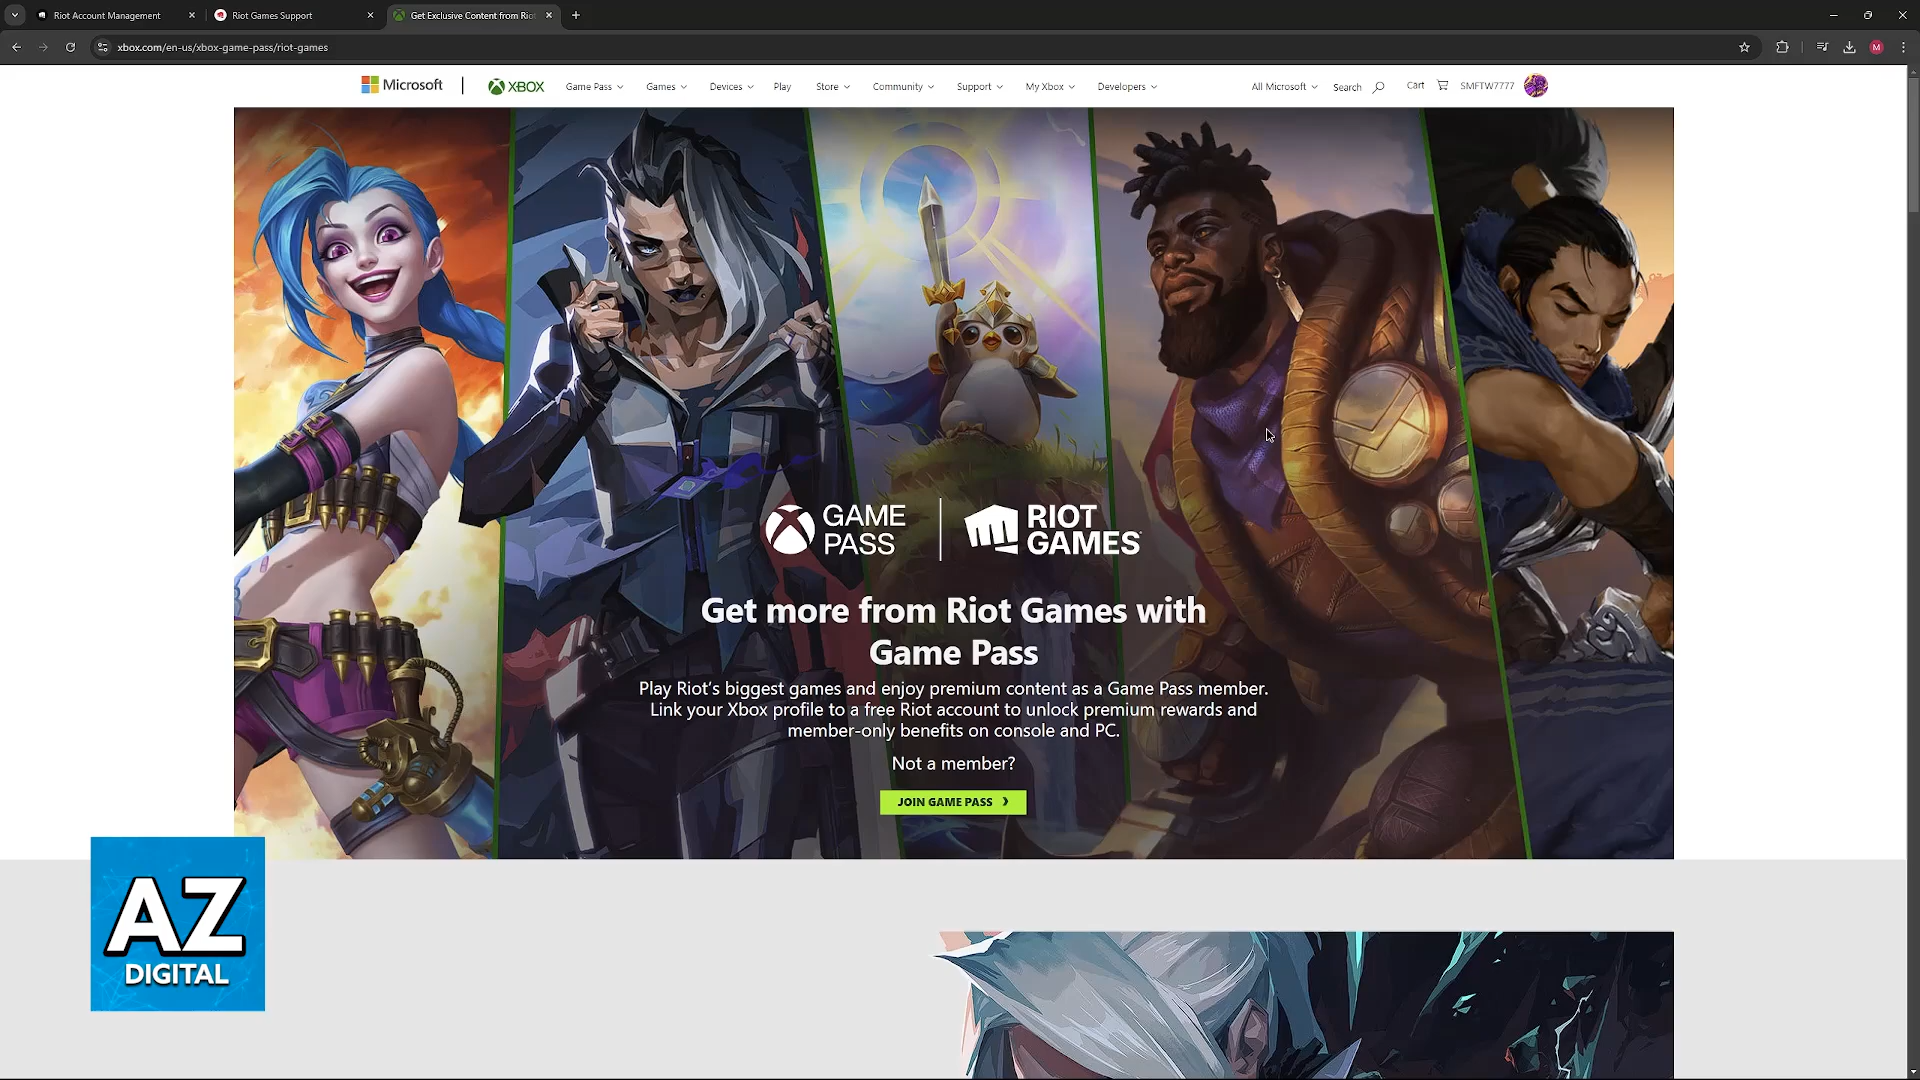 Riot Account Management
Riot Games Support
Get Exclusive Content from Riot
xbox.com/en-us/xbox-game-pass/riot-games
M
Microsoft
XBOX
Game Pass
Games
Devices
Play
Store
Community
Support
My Xbox
Developers
All Microsoft
Search
Cart
SMFTW7777
GAME PASS
RIOT GAMES
Get more from Riot Games with
Game Pass
Play Riot's biggest games and enjoy premium content as a Game Pass member.
Link your Xbox profile to a free Riot account to unlock premium rewards and
member-only benefits on console and PC.
Not a member?
JOIN GAME PASS
AZ
DIGITAL